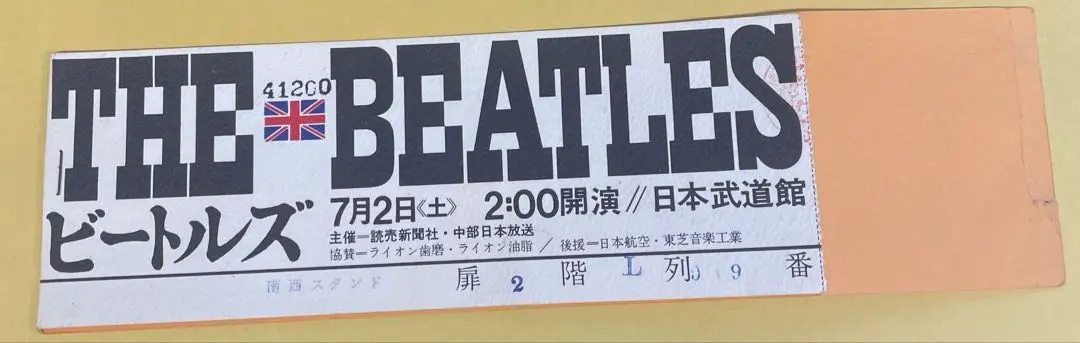 THE BEATLES
41200
ビートルズ
7月2日《土》 2:00開演//日本武道館
主催=読売新聞社・中部日本放送
協賛=ライオン歯磨・ライオン油脂 / 後援=日本航空・東芝音楽工業
南西スタンド 扉 2 階 L 列 番